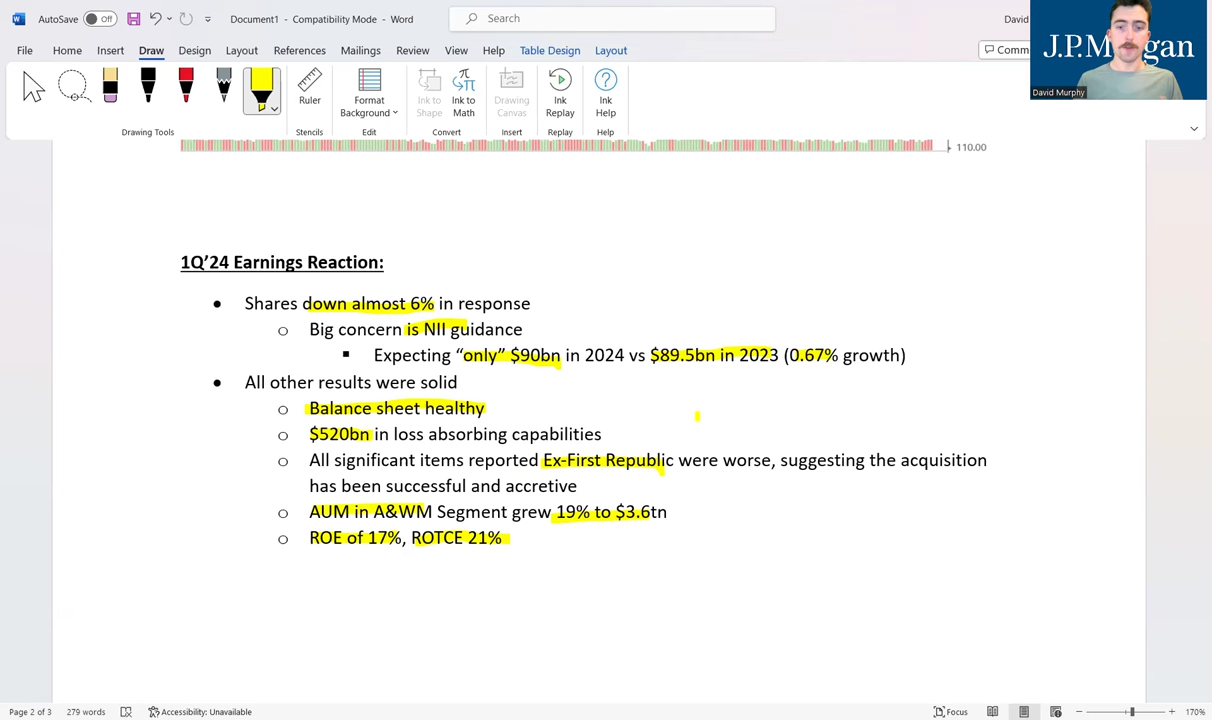 AutoSave Off Document1 - Compatibility Mode - Word Search David
File Home Insert Draw Design Layout References Mailings Review View Help Table Design Layout
J.P.Morgan
David Murphy
Format Background
Ruler
Ink to Shape
Ink to Math
Drawing Canvas
Ink Replay
Ink Help
Drawing Tools Stencils Edit Convert Insert Replay Help
110.00
1Q’24 Earnings Reaction:
● Shares down almost 6% in response
o Big concern is NII guidance
▪ Expecting “only” $90bn in 2024 vs $89.5bn in 2023 (0.67% growth)
● All other results were solid
o Balance sheet healthy
o $520bn in loss absorbing capabilities
o All significant items reported Ex-First Republic were worse, suggesting the acquisition
has been successful and accretive
o AUM in A&WM Segment grew 19% to $3.6tn
o ROE of 17%, ROTCE 21%
Page 2 of 3 279 words Accessibility: Unavailable Focus 170%